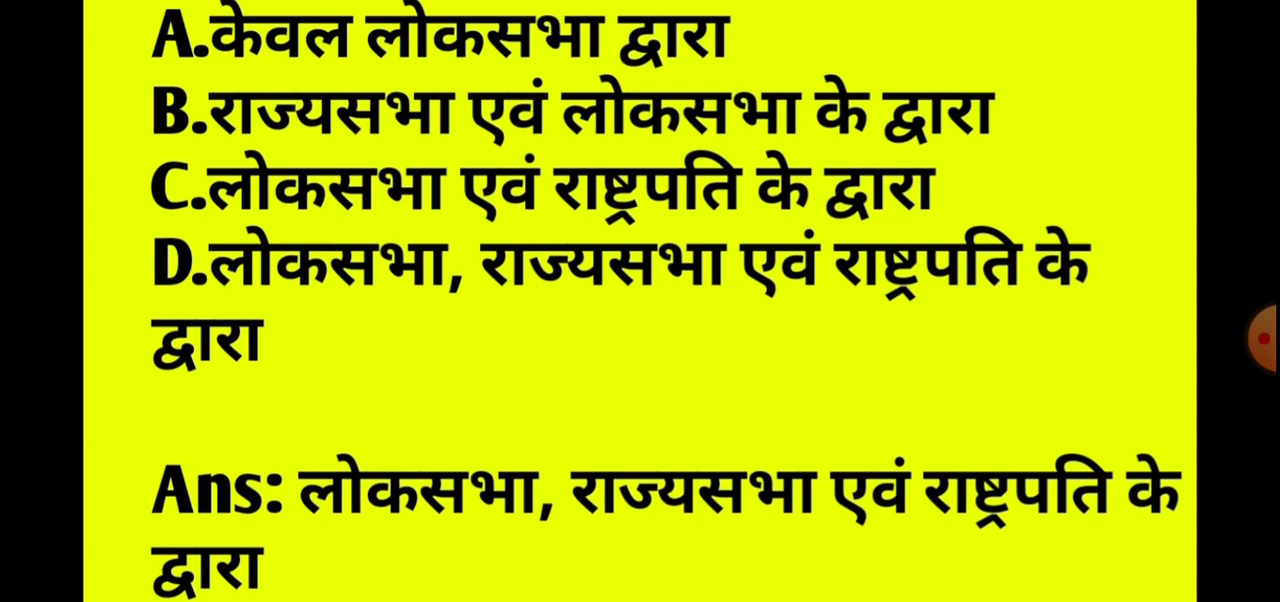 A.केवल लोकसभा द्वारा
B.राज्यसभा एवं लोकसभा के द्वारा
C.लोकसभा एवं राष्ट्रपति के द्वारा
D.लोकसभा, राज्यसभा एवं राष्ट्रपति के
द्वारा
Ans: लोकसभा, राज्यसभा एवं राष्ट्रपति के
द्वारा